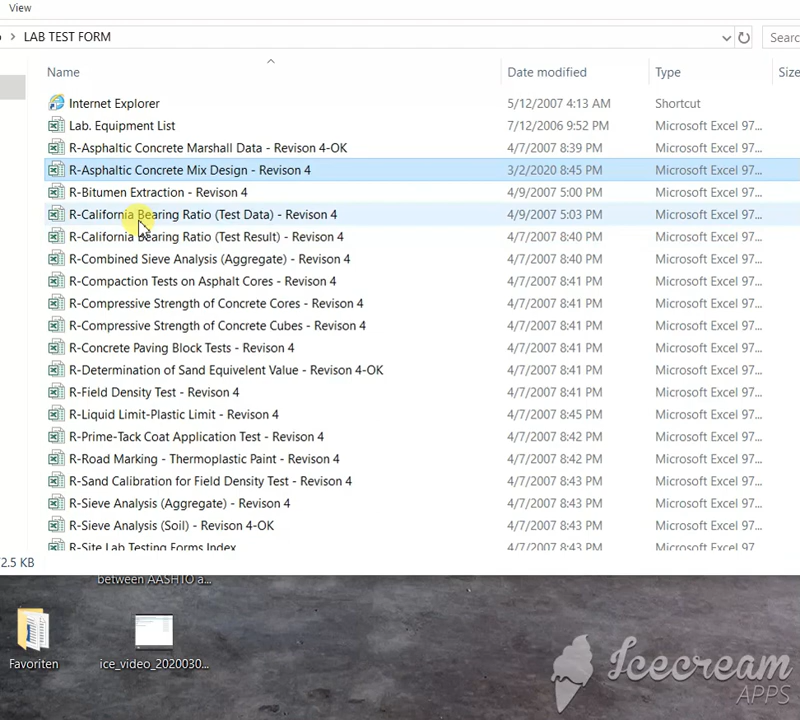 View
LAB TEST FORM
Searc
Name Date modified Type Size
Internet Explorer 5/12/2007 4:13 AM Shortcut
Lab. Equipment List 7/12/2006 9:52 PM Microsoft Excel 97...
R-Asphaltic Concrete Marshall Data - Revison 4-OK 4/7/2007 8:39 PM Microsoft Excel 97...
R-Asphaltic Concrete Mix Design - Revison 4 3/2/2020 8:45 PM Microsoft Excel 97...
R-Bitumen Extraction - Revison 4 4/9/2007 5:00 PM Microsoft Excel 97...
R-California Bearing Ratio (Test Data) - Revison 4 4/9/2007 5:03 PM Microsoft Excel 97...
R-California Bearing Ratio (Test Result) - Revison 4 4/7/2007 8:40 PM Microsoft Excel 97...
R-Combined Sieve Analysis (Aggregate) - Revison 4 4/7/2007 8:40 PM Microsoft Excel 97...
R-Compaction Tests on Asphalt Cores - Revison 4 4/7/2007 8:41 PM Microsoft Excel 97...
R-Compressive Strength of Concrete Cores - Revison 4 4/7/2007 8:41 PM Microsoft Excel 97...
R-Compressive Strength of Concrete Cubes - Revison 4 4/7/2007 8:41 PM Microsoft Excel 97...
R-Concrete Paving Block Tests - Revison 4 4/7/2007 8:41 PM Microsoft Excel 97...
R-Determination of Sand Equivelent Value - Revison 4-OK 4/7/2007 8:41 PM Microsoft Excel 97...
R-Field Density Test - Revison 4 4/7/2007 8:41 PM Microsoft Excel 97...
R-Liquid Limit-Plastic Limit - Revison 4 4/7/2007 8:45 PM Microsoft Excel 97...
R-Prime-Tack Coat Application Test - Revison 4 4/7/2007 8:42 PM Microsoft Excel 97...
R-Road Marking - Thermoplastic Paint - Revison 4 4/7/2007 8:42 PM Microsoft Excel 97...
R-Sand Calibration for Field Density Test - Revison 4 4/7/2007 8:43 PM Microsoft Excel 97...
R-Sieve Analysis (Aggregate) - Revison 4 4/7/2007 8:43 PM Microsoft Excel 97...
R-Sieve Analysis (Soil) - Revison 4-OK 4/7/2007 8:43 PM Microsoft Excel 97...
R-Site Lab Testing Forms Index 4/7/2007 8:43 PM Microsoft Excel 97...
2.5 KB
between AASHTO a...
Favoriten
ice_video_2020030...
Icecream
APPS